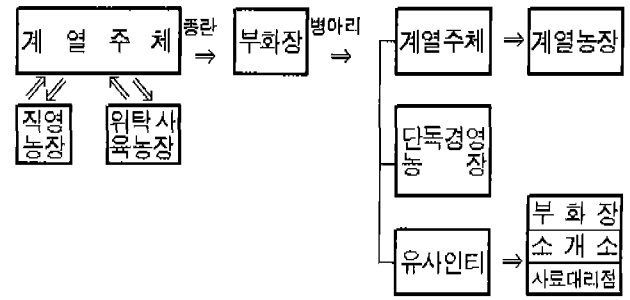 계 열 주 체
종란
부화장
병아리
계열주체
계열농장
직영
농장
위탁사
육농장
단독경영
농 장
유사인티
부 화 장
소 개 소
사료대리점